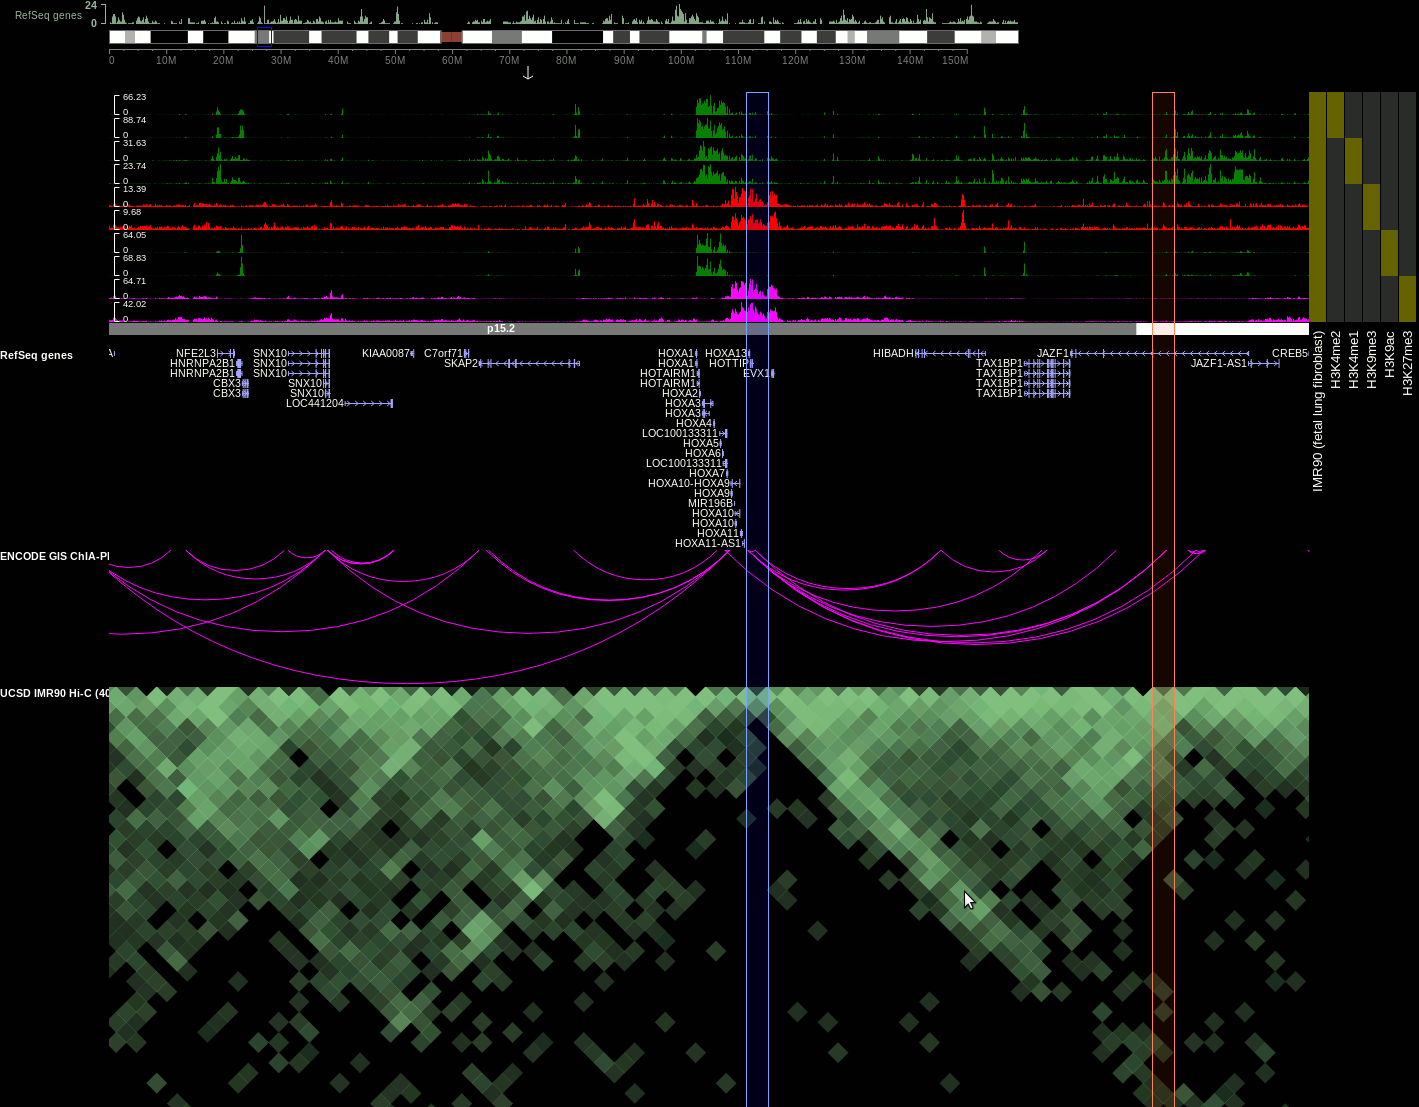 24
RefSeq genes
0
0 10M 20M 30M 40M 50M 60M 70M 80M 90M 100M 110M 120M 130M 140M 150M
66.23
0
88.74
0
31.63
0
23.74
0
13.39
0
9.68
0
64.05
0
68.83
0
64.71
0
42.02
0
p15.2
RefSeq genes
NFE2L3 SNX10 KIAA0087 C7orf71 HOXA1 HOXA13 HIBADH JAZF1 CREB5
HNRNPA2B1 SNX10 SKAP2 HOXA1 HOTTIP TAX1BP1 JAZF1-AS1
HNRNPA2B1 SNX10 HOTAIRM1 EVX1 TAX1BP1
CBX3 SNX10 HOTAIRM1 TAX1BP1
CBX3 SNX10 HOXA2 TAX1BP1
LOC441204 HOXA3
HOXA3
HOXA4
LOC100133311
HOXA5
HOXA6
LOC100133311
HOXA7
HOXA10-HOXA9
HOXA9
MIR196B
HOXA10
HOXA10
HOXA11
HOXA11-AS1
IMR90 (fetal lung fibroblast)
H3K4me2
H3K4me1
H3K9me3
H3K9ac
H3K27me3
ENCODE GIS ChIA-PI
UCSD IMR90 Hi-C (40